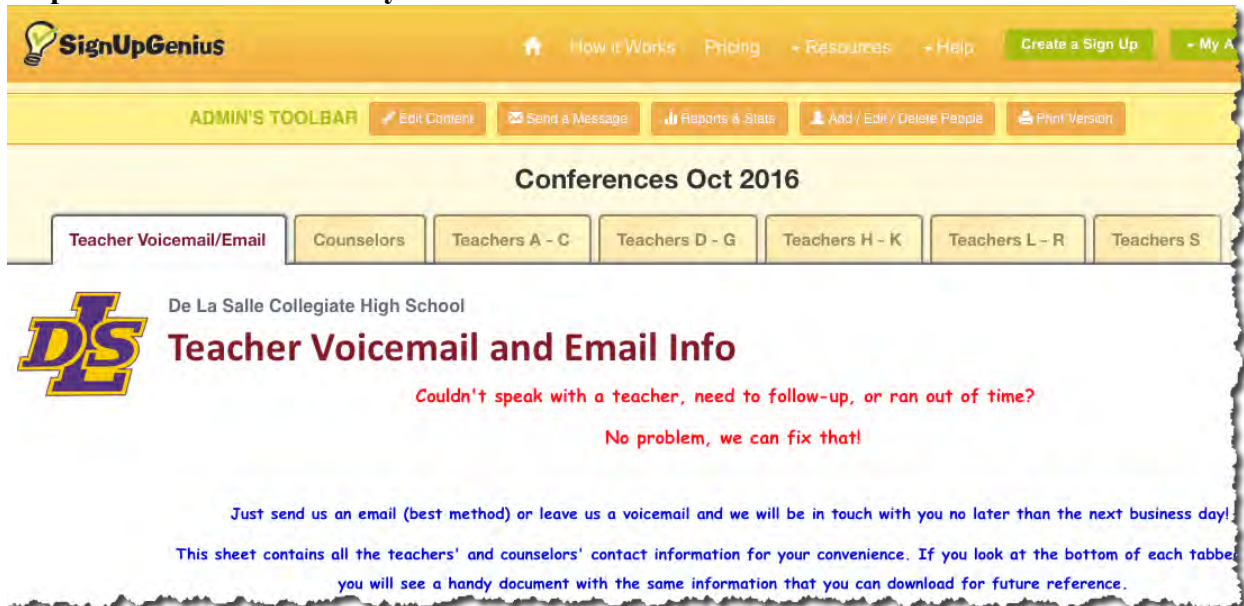 SignUpGenius
How it Works Pricing Resources Help Create a Sign Up My A
ADMIN'S TOOLBAR Edit Content Send a Message Reports & Stats Add / Edit / Delete People Print Version
Conferences Oct 2016
Teacher Voicemail/Email Counselors Teachers A - C Teachers D - G Teachers H - K Teachers L - R Teachers S
DLS
De La Salle Collegiate High School
Teacher Voicemail and Email Info
Couldn't speak with a teacher, need to follow-up, or ran out of time?
No problem, we can fix that!
Just send us an email (best method) or leave us a voicemail and we will be in touch with you no later than the next business day!
This sheet contains all the teachers' and counselors' contact information for your convenience. If you look at the bottom of each tabbe
you will see a handy document with the same information that you can download for future reference.